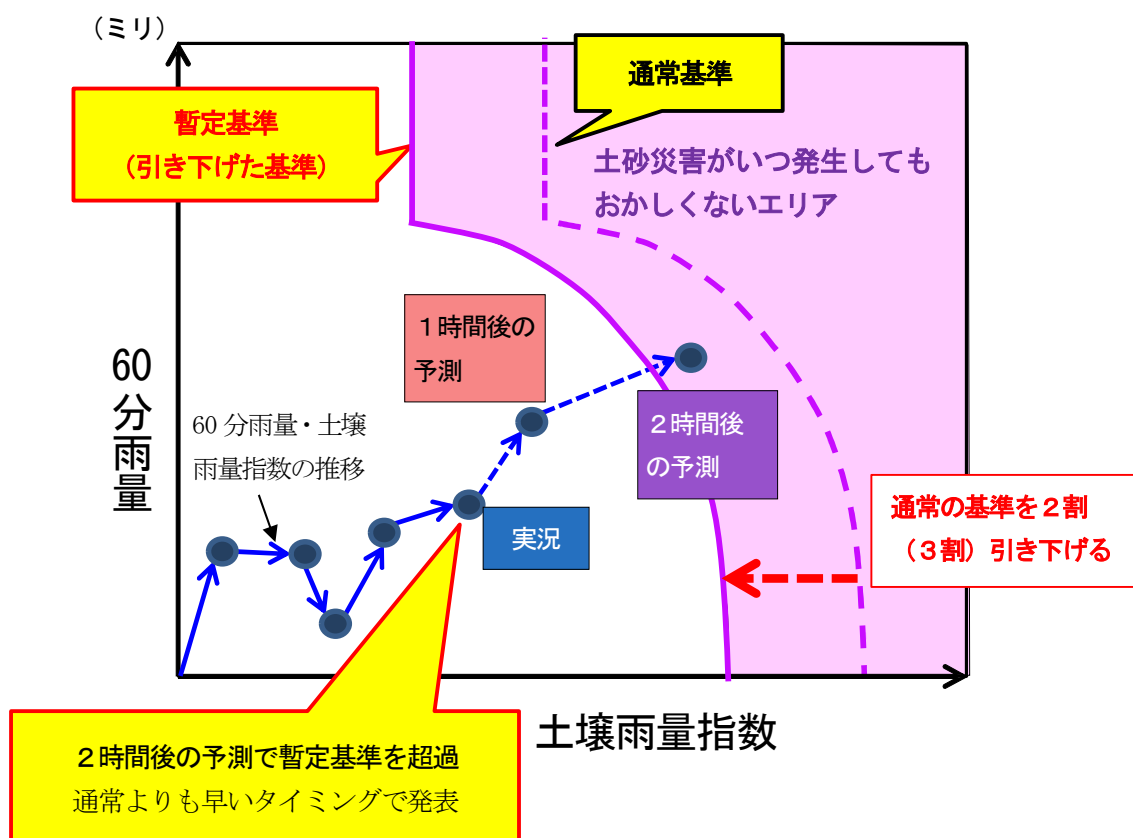 （ミリ）
通常基準
暫定基準
（引き下げた基準）
土砂災害がいつ発生しても
おかしくないエリア
１時間後の
予測
60分雨量
60 分雨量・土壌
雨量指数の推移
２時間後
の予測
実況
通常の基準を２割
（３割）引き下げる
土壌雨量指数
２時間後の予測で暫定基準を超過
通常よりも早いタイミングで発表